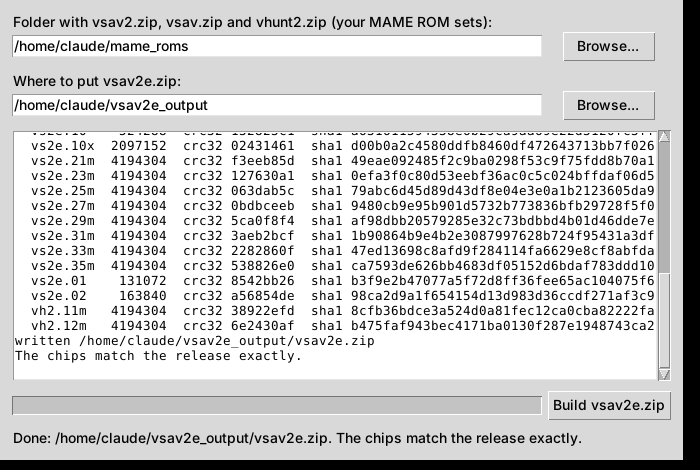 Folder with vsav2.zip, vsav.zip and vhunt2.zip (your MAME ROM sets):
/home/claude/mame_roms
Browse...
Where to put vsav2e.zip:
/home/claude/vsav2e_output
Browse...
vs2e.10x 2097152 crc32 02431461 sha1 d00b0a2c4580ddfb8460df472643713bb7f026
vs2e.21m 4194304 crc32 f3eeb85d sha1 49eae092485f2c9ba0298f53c9f75fdd8b70a1
vs2e.23m 4194304 crc32 127630a1 sha1 0efa3f0c80d53eebf36ac0c5c024bffdaf06d5
vs2e.25m 4194304 crc32 063dab5c sha1 79abc6d45d89d43df8e04e3e0a1b2123605da9
vs2e.27m 4194304 crc32 0bdbceeb sha1 9480cb9e95b901d5732b773836bfb29728f5f0
vs2e.29m 4194304 crc32 5ca0f8f4 sha1 af98dbb20579285e32c73bdbbd4b01d46dde7e
vs2e.31m 4194304 crc32 3aeb2bcf sha1 1b90864b9e4b2e3087997628b724f95431a3df
vs2e.33m 4194304 crc32 2282860f sha1 47ed13698c8afd9f284114fa6629e8cf8abfda
vs2e.35m 4194304 crc32 538826e0 sha1 ca7593de626bb4683df05152d6bdaf783ddd10
vs2e.01 131072 crc32 8542bb26 sha1 b3f9e2b47077a5f72d8ff36fee65ac104075f6
vs2e.02 163840 crc32 a56854de sha1 98ca2d9a1f654154d13d983d36ccdf271af3c9
vh2.11m 4194304 crc32 38922efd sha1 8cfb36bdce3a524d0a81fec12ca0cba82222fa
vh2.12m 4194304 crc32 6e2430af sha1 b475faf943bec4171ba0130f287e1948743ca2
written /home/claude/vsav2e_output/vsav2e.zip
The chips match the release exactly.
Build vsav2e.zip
Done: /home/claude/vsav2e_output/vsav2e.zip. The chips match the release exactly.